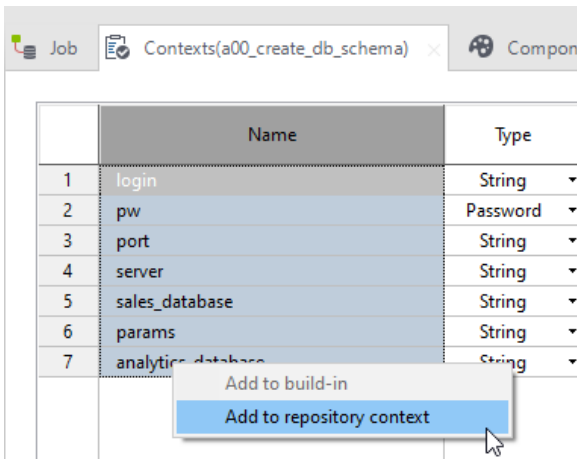 Job Contexts(a00_create_db_schema) Compon
Name Type
1 login String
2 pw Password
3 port String
4 server String
5 sales_database String
6 params String
7 analytics_database String
Add to build-in
Add to repository context